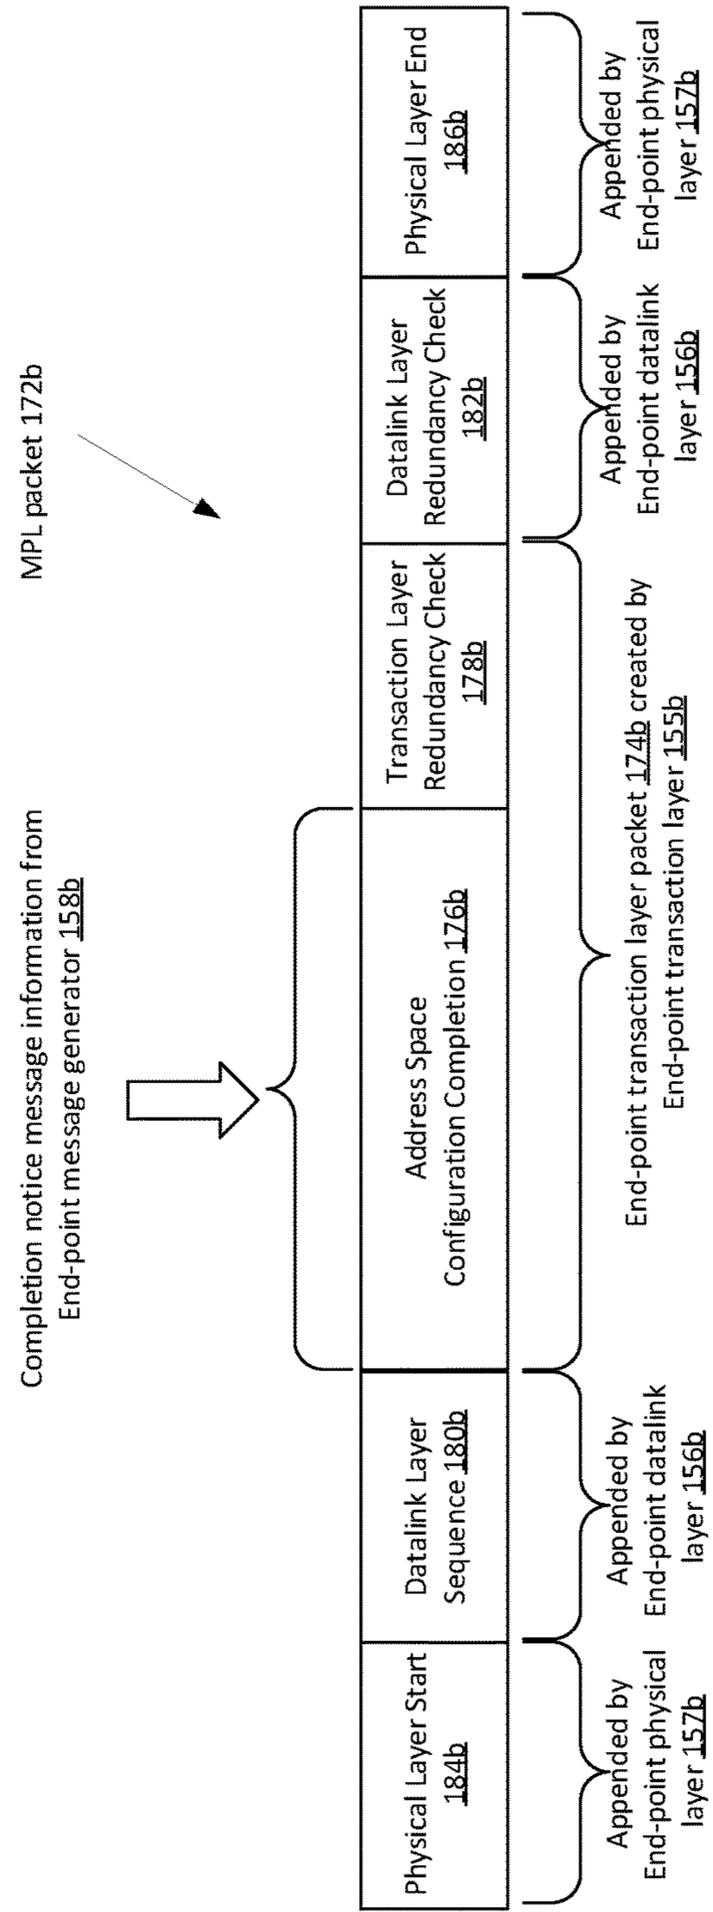 Completion notice message information from
End-point message generator 158b
MPL packet 172b
Physical Layer Start
184b
Datalink Layer
Sequence 180b
Address Space
Configuration Completion 176b
Transaction Layer
Redundancy Check
178b
Datalink Layer
Redundancy Check
182b
Physical Layer End
186b
Appended by
End-point physical
layer 157b
Appended by
End-point datalink
layer 156b
End-point transaction layer packet 174b created by
End-point transaction layer 155b
Appended by
End-point datalink
layer 156b
Appended by
End-point physical
layer 157b